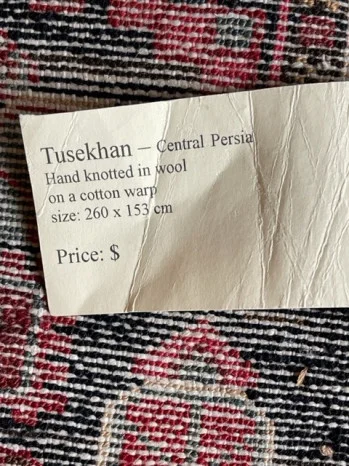 Tusekhan – Central Persia
Hand knotted in wool
on a cotton warp
size: 260 x 153 cm
Price: $